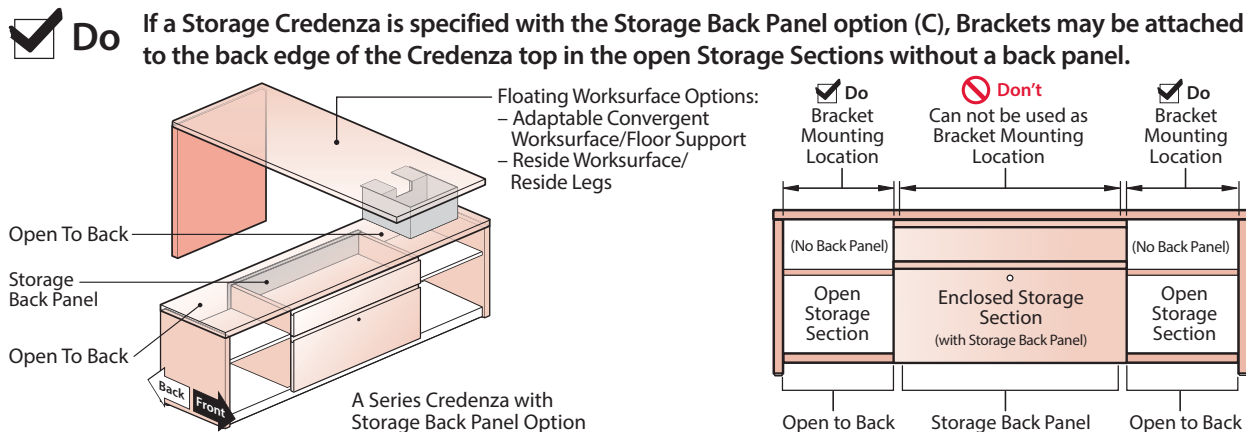 Do
If a Storage Credenza is specified with the Storage Back Panel option (C), Brackets may be attached
to the back edge of the Credenza top in the open Storage Sections without a back panel.
Floating Worksurface Options:
– Adaptable Convergent
Worksurface/Floor Support
– Reside Worksurface/
Reside Legs
Open To Back
Storage
Back Panel
Open To Back
Back
Front
A Series Credenza with
Storage Back Panel Option
Do
Bracket
Mounting
Location
Don't
Can not be used as
Bracket Mounting
Location
Do
Bracket
Mounting
Location
(No Back Panel)
Open
Storage
Section
Enclosed Storage
Section
(with Storage Back Panel)
(No Back Panel)
Open
Storage
Section
Open to Back
Storage Back Panel
Open to Back